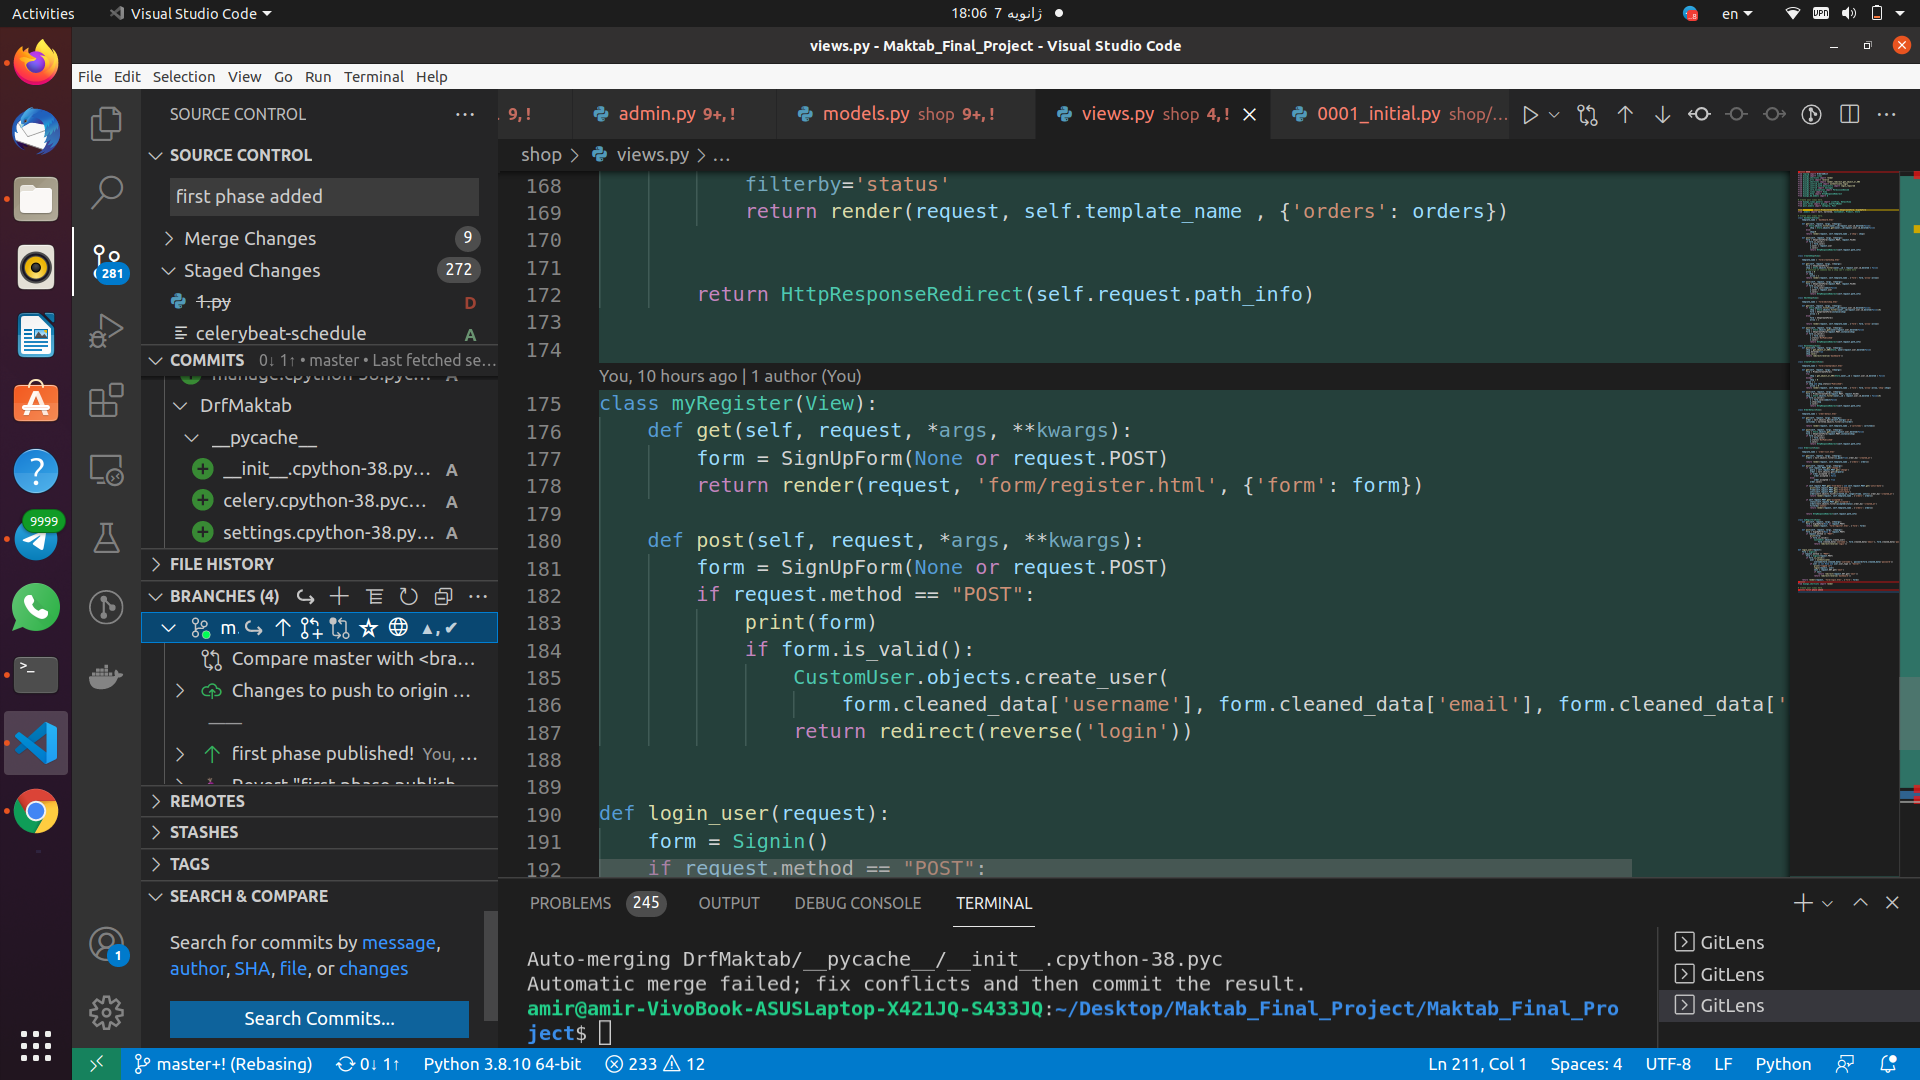 Activities
Visual Studio Code
18:06 7 ژانویه
en
VPN
views.py - Maktab_Final_Project - Visual Studio Code
File Edit Selection View Go Run Terminal Help
281
9999
1
SOURCE CONTROL
SOURCE CONTROL
first phase added
Merge Changes 9
Staged Changes 272
1.py D
celerybeat-schedule A
COMMITS 0↓ 1↑ • master • Last fetched se...
manage.cpython-38.pyc... A
DrfMaktab
__pycache__
__init__.cpython-38.py... A
celery.cpython-38.pyc... A
settings.cpython-38.py... A
FILE HISTORY
BRANCHES (4)
m.
Compare master with <bra...
Changes to push to origin ...
first phase published! You, ...
Revert "first phase publish...
REMOTES
STASHES
TAGS
SEARCH & COMPARE
Search for commits by message,
author, SHA, file, or changes
Search Commits...
9, !
admin.py 9+, !
models.py shop 9+, !
views.py shop 4, !
0001_initial.py shop/...
shop > views.py > ...
168 filterby='status'
169 return render(request, self.template_name , {'orders': orders})
170
171
172 return HttpResponseRedirect(self.request.path_info)
173
174
You, 10 hours ago | 1 author (You)
175 class myRegister(View):
176 def get(self, request, *args, **kwargs):
177 form = SignUpForm(None or request.POST)
178 return render(request, 'form/register.html', {'form': form})
179
180 def post(self, request, *args, **kwargs):
181 form = SignUpForm(None or request.POST)
182 if request.method == "POST":
183 print(form)
184 if form.is_valid():
185 CustomUser.objects.create_user(
186 form.cleaned_data['username'], form.cleaned_data['email'], form.cleaned_data['
187 return redirect(reverse('login'))
188
189
190 def login_user(request):
191 form = Signin()
192 if request.method == "POST":
PROBLEMS 245 OUTPUT DEBUG CONSOLE TERMINAL
Auto-merging DrfMaktab/__pycache__/__init__.cpython-38.pyc
Automatic merge failed; fix conflicts and then commit the result.
amir@amir-VivoBook-ASUSLaptop-X421JQ-S433JQ:~/Desktop/Maktab_Final_Project/Maktab_Final_Pro
ject$
GitLens
GitLens
GitLens
master+! (Rebasing) 0↓ 1↑ Python 3.8.10 64-bit 233 12
Ln 211, Col 1 Spaces: 4 UTF-8 LF Python